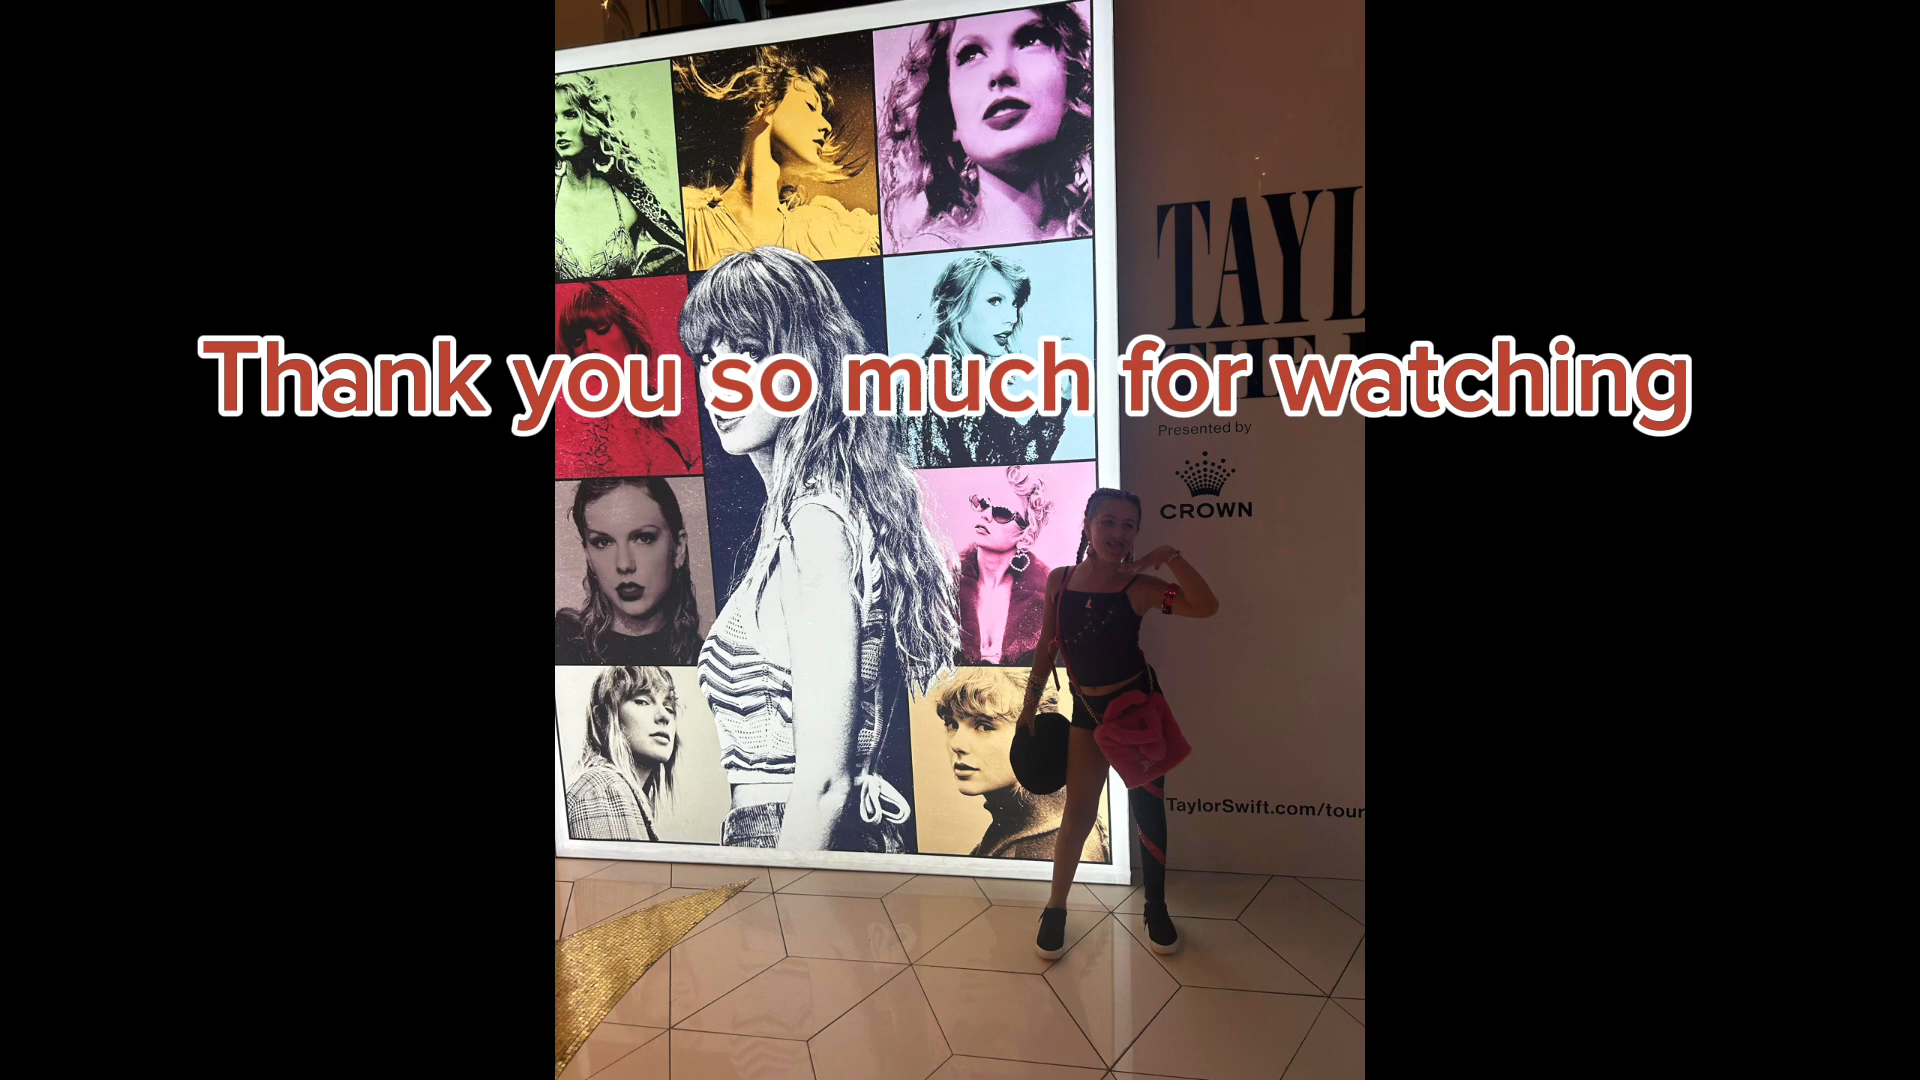 TAYL
Thank you so much for watching
Presented by
CROWN
TaylorSwift.com/tour